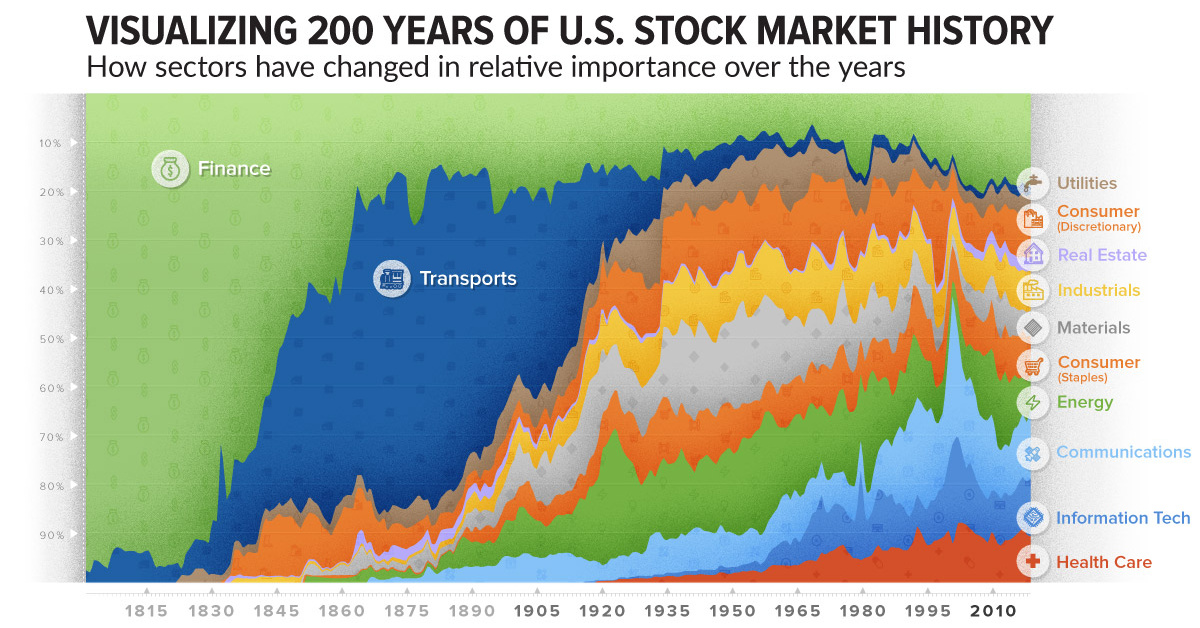 VISUALIZING 200 YEARS OF U.S. STOCK MARKET HISTORY
How sectors have changed in relative importance over the years
10%
20%
30%
40%
50%
60%
70%
80%
90%
Finance
Transports
Utilities
Consumer
(Discretionary)
Real Estate
Industrials
Materials
Consumer
(Staples)
Energy
Communications
Information Tech
Health Care
1815 1830 1845 1860 1875 1890 1905 1920 1935 1950 1965 1980 1995 2010